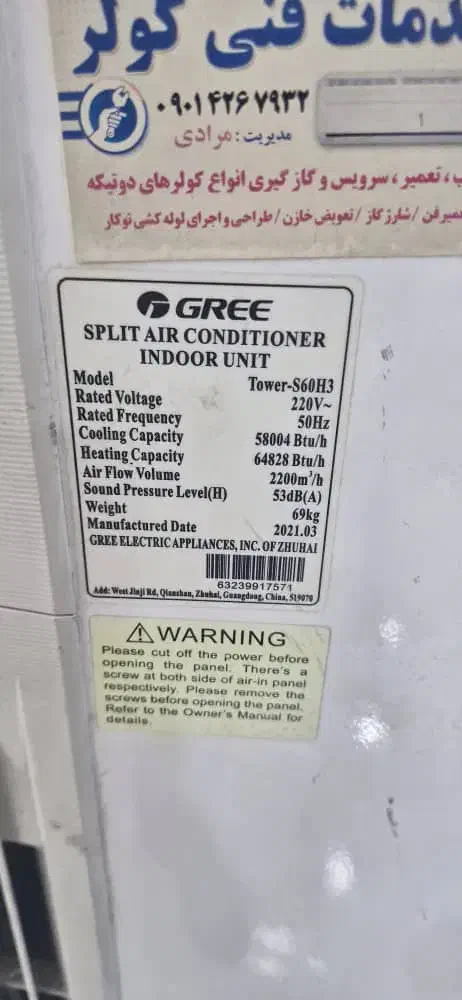 خدمات فنی کولر
۰۹۰۱۴۲۶۷۹۳۲
مدیریت : مرادی
تعمیر ، سرویس و گاز گیری انواع کولرهای دوتیکه
تعمیر فن / شارژ گاز / تعویض خازن / طراحی و اجرای لوله کشی توکار
GREE
SPLIT AIR CONDITIONER
INDOOR UNIT
Model Tower-S60H3
Rated Voltage 220V~
Rated Frequency 50Hz
Cooling Capacity 58004 Btu/h
Heating Capacity 64828 Btu/h
Air Flow Volume 2200m³/h
Sound Pressure Level(H) 53dB(A)
Weight 69kg
Manufactured Date 2021.03
GREE ELECTRIC APPLIANCES, INC. OF ZHUHAI
63239917571
Add: West Jinji Rd, Qianshan, Zhuhai, Guangdong, China, 519070
WARNING
Please cut off the power before
opening the panel. There's a
screw at both side of air-in panel
respectively. Please remove the
screws before opening the panel.
Refer to the Owner's Manual for
details.